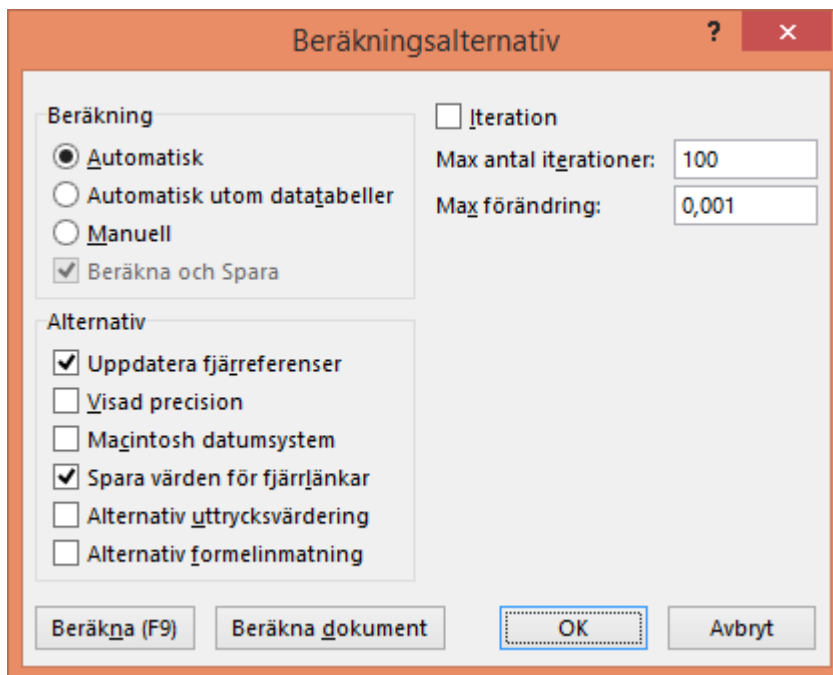 Beräkningsalternativ
?
×
Beräkning
Automatisk
Automatisk utom datatabeller
Manuell
Beräkna och Spara
Iteration
Max antal iterationer: 100
Max förändring: 0,001
Alternativ
Uppdatera fjärreferenser
Visad precision
Macintosh datumsystem
Spara värden för fjärrlänkar
Alternativ uttrycksvärdering
Alternativ formelinmatning
Beräkna (F9) Beräkna dokument OK Avbryt